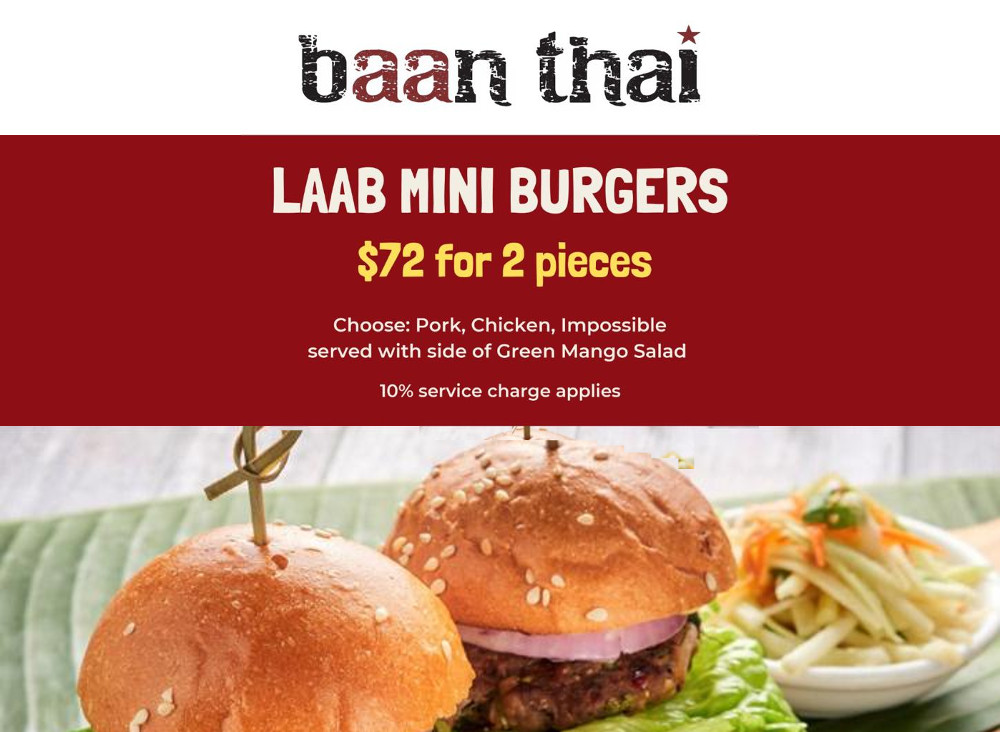 baan thai
LAAB MINI BURGERS
$72 for 2 pieces
Choose: Pork, Chicken, Impossible
served with side of Green Mango Salad
10% service charge applies